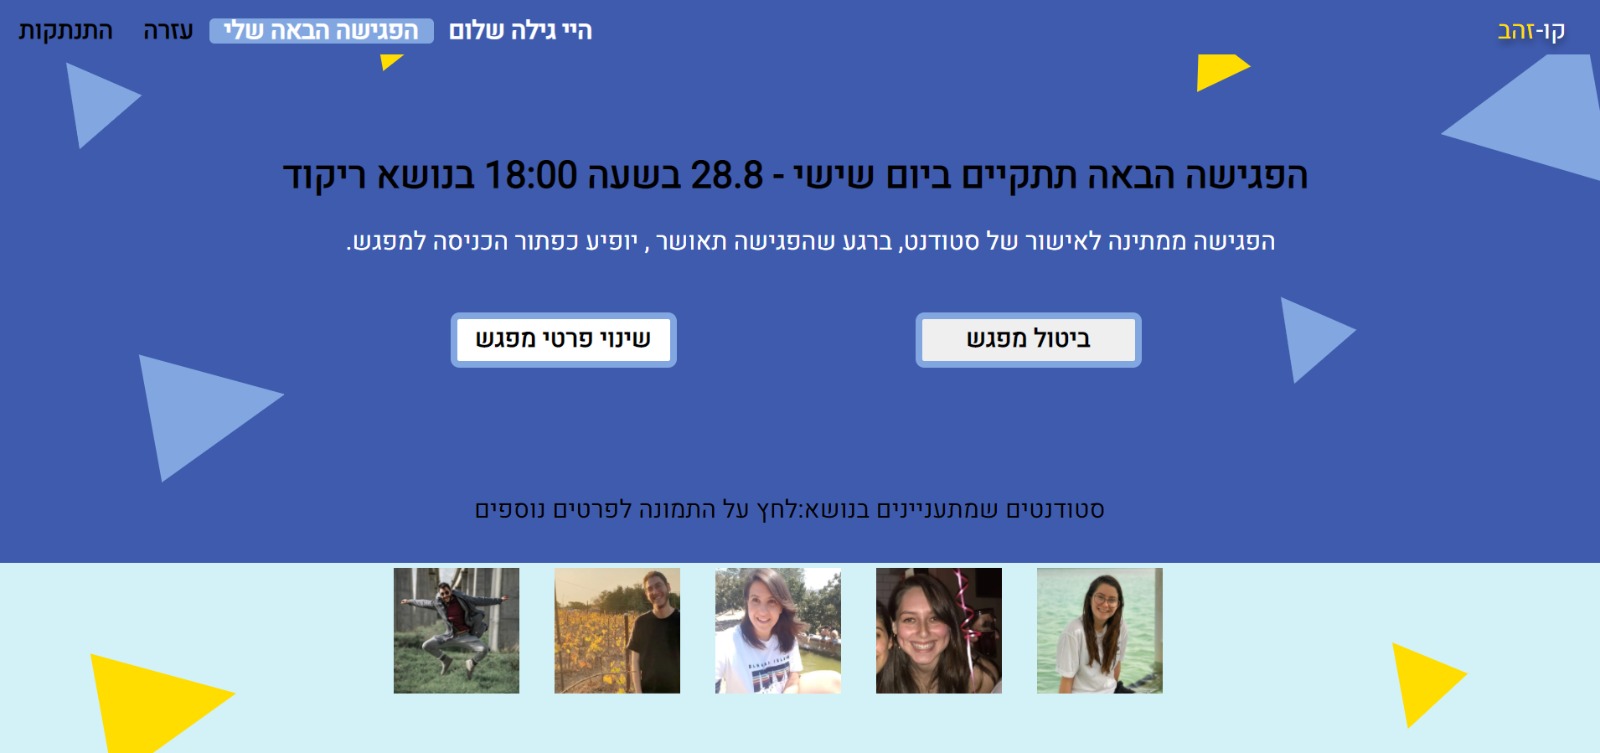 קו-זהב
היי גילה שלום
הפגישה הבאה שלי
עזרה
התנתקות
הפגישה הבאה תתקיים ביום שישי - 28.8 בשעה 18:00 בנושא ריקוד
הפגישה ממתינה לאישור של סטודנט, ברגע שהפגישה תאושר , יופיע כפתור הכניסה למפגש.
ביטול מפגש
שינוי פרטי מפגש
סטודנטים שמתעניינים בנושא:לחץ על התמונה לפרטים נוספים